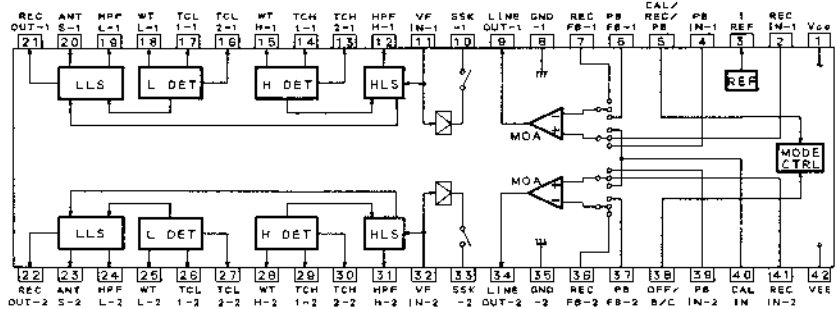 REC OUT-1 ANT S-1 HPF L-1 WT L-1 TCL 1-1 TCL 2-1 WT H-1 TCH 1-1 TCH 2-1 HPF H-1 VF IN-1 SSK -1 LINE OUT-1 GND -1 REC FB-1 PB FB-1 CAL/REC/PB PB IN-1 I REF REC IN-1 Vcc
21 20 19 18 17 16 15 14 13 12 11 10 9 8 7 6 5 4 3 2 1
LLS L DET H DET HLS REF
MOA
MODE CTRL
MOA
LLS L DET H DET HLS
22 23 24 25 26 27 28 29 30 31 32 33 34 35 36 37 38 39 40 41 42
REC OUT-2 ANT S-2 HPF L-2 WT L-2 TCL 1-2 TCL 2-2 WT H-2 TCH 1-2 TCH 2-2 HPF H-2 VF IN-2 SSK -2 LINE OUT-2 GND -2 REC FB-2 PB FB-2 OFF/B/C PB IN-2 CAL IN REC IN-2 VEE